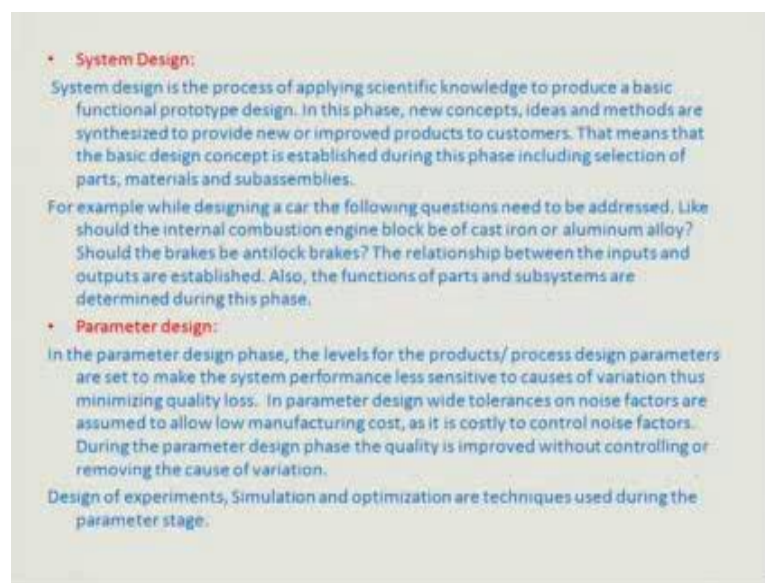 • System Design:
System design is the process of applying scientific knowledge to produce a basic
functional prototype design. In this phase, new concepts, ideas and methods are
synthesized to provide new or improved products to customers. That means that
the basic design concept is established during this phase including selection of
parts, materials and subassemblies.
For example while designing a car the following questions need to be addressed. Like
should the internal combustion engine block be of cast iron or aluminum alloy?
Should the brakes be antilock brakes? The relationship between the inputs and
outputs are established. Also, the functions of parts and subsystems are
determined during this phase.
• Parameter design:
In the parameter design phase, the levels for the products/ process design parameters
are set to make the system performance less sensitive to causes of variation thus
minimizing quality loss. In parameter design wide tolerances on noise factors are
assumed to allow low manufacturing cost, as it is costly to control noise factors.
During the parameter design phase the quality is improved without controlling or
removing the cause of variation.
Design of experiments, Simulation and optimization are techniques used during the
parameter stage.